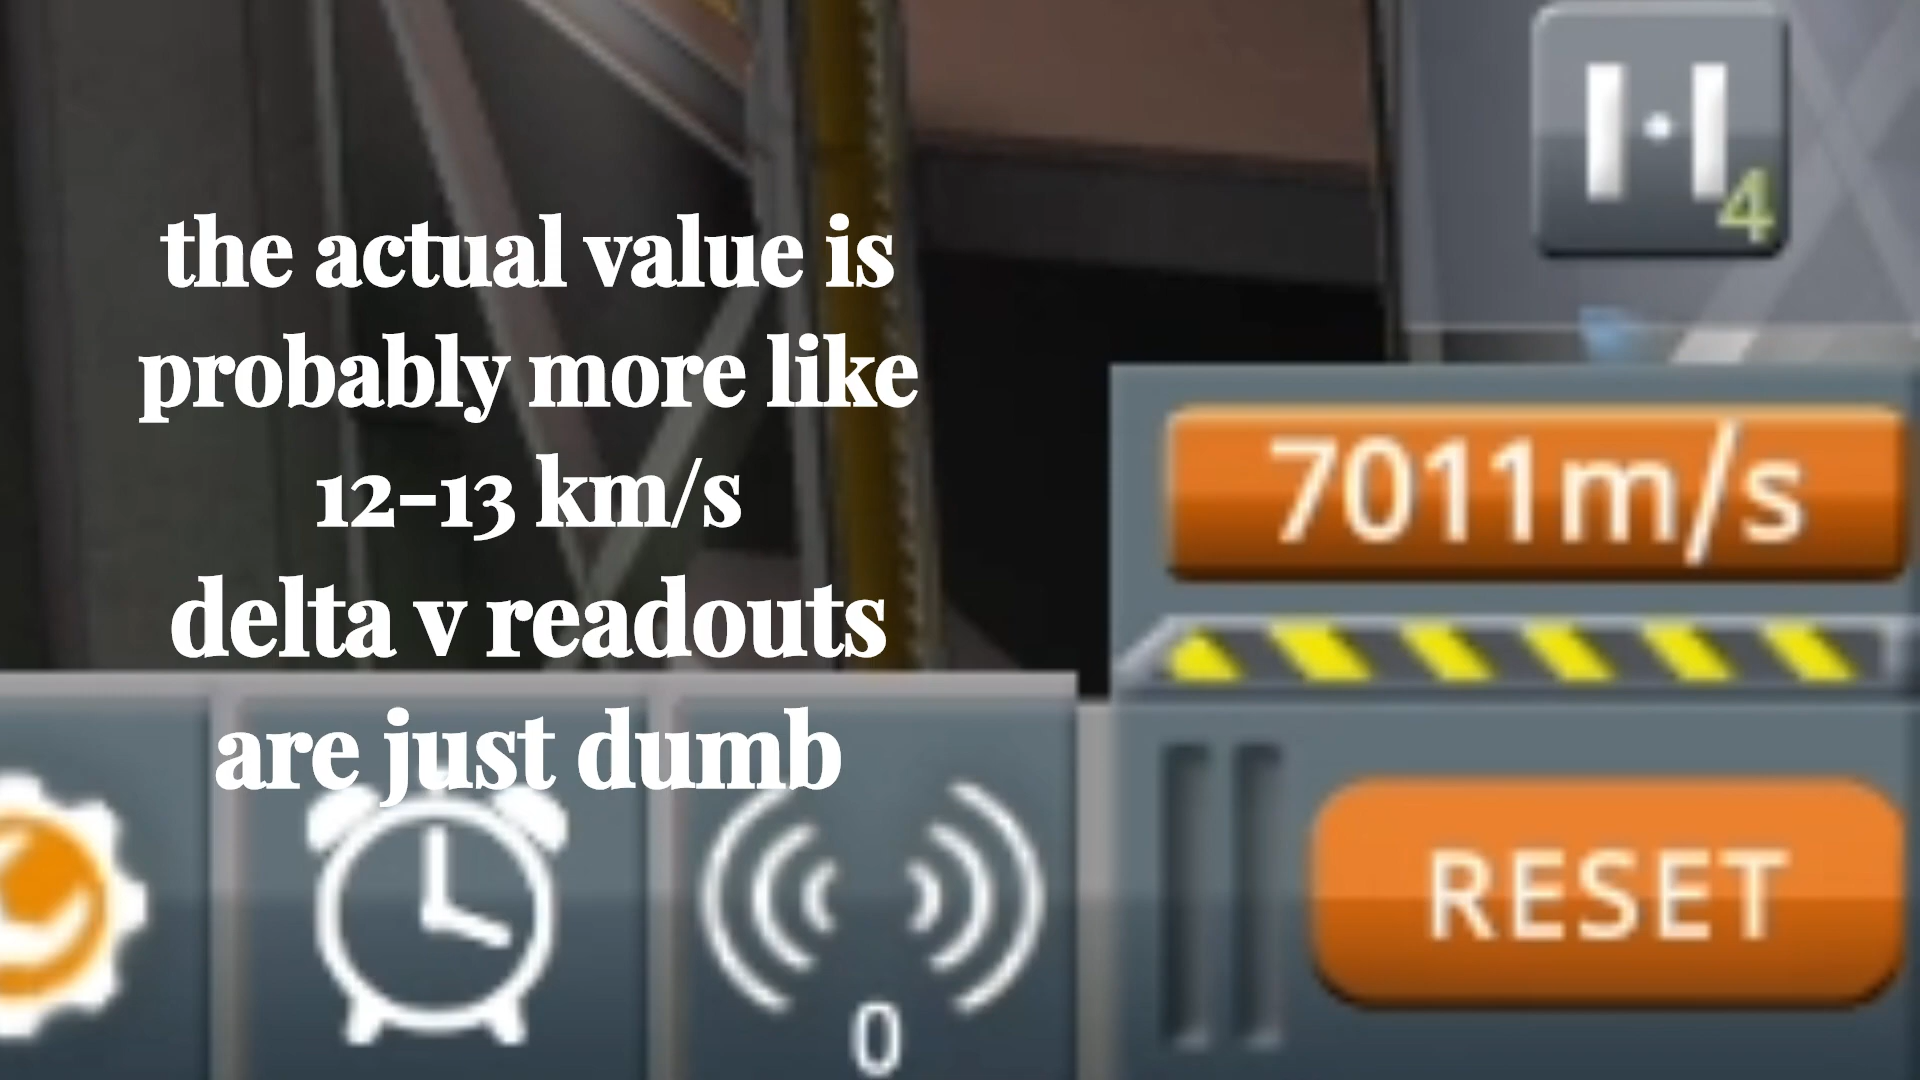 the actual value is
probably more like
12-13 km/s
delta v readouts
are just dumb
4
7011m/s
RESET
0